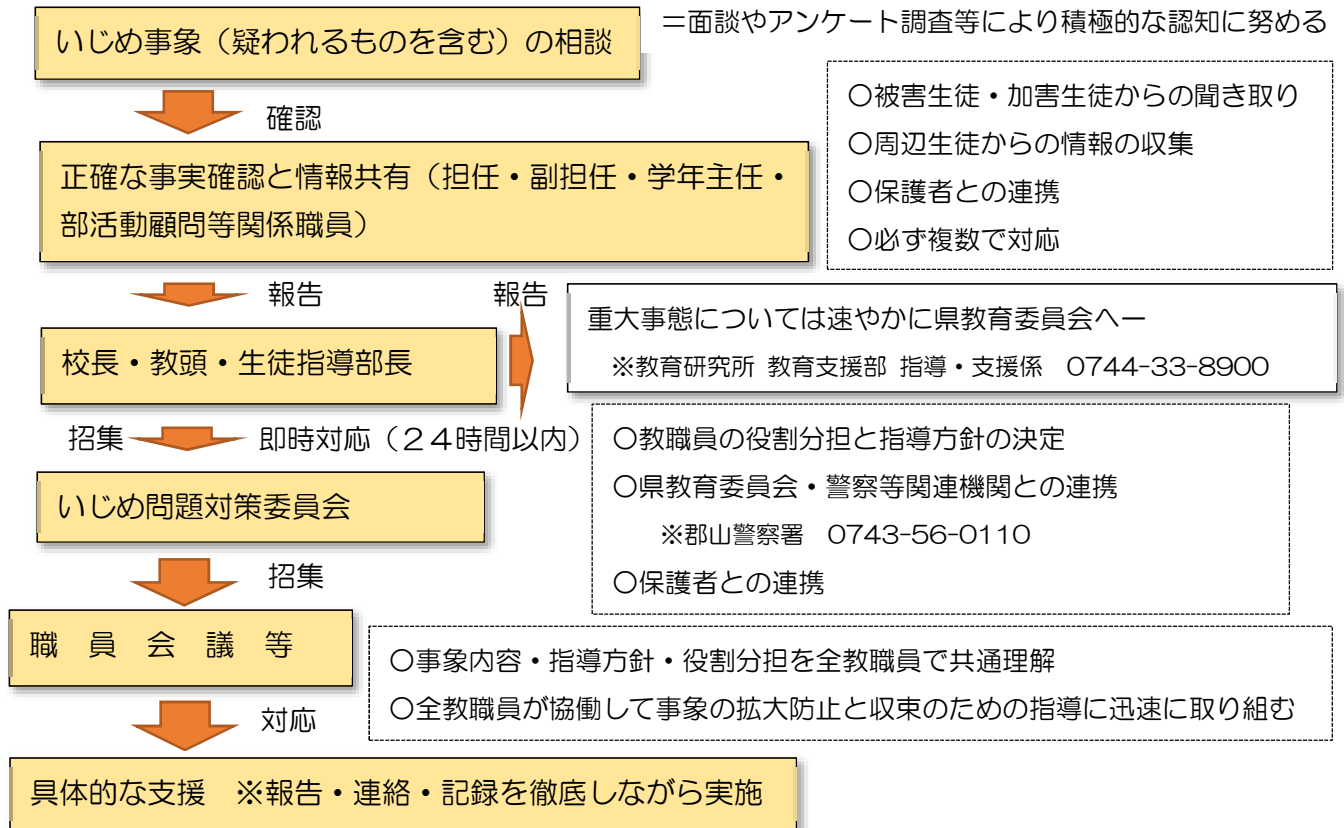 いじめ事象（疑われるものを含む）の相談
＝面談やアンケート調査等により積極的な認知に努める
確認
正確な事実確認と情報共有（担任・副担任・学年主任・
部活動顧問等関係職員）
〇被害生徒・加害生徒からの聞き取り
〇周辺生徒からの情報の収集
〇保護者との連携
〇必ず複数で対応
報告
報告
校長・教頭・生徒指導部長
重大事態については速やかに県教育委員会へー
※教育研究所 教育支援部 指導・支援係　0744-33-8900
招集
即時対応（２４時間以内）
いじめ問題対策委員会
〇教職員の役割分担と指導方針の決定
〇県教育委員会・警察等関連機関との連携
※郡山警察署　0743-56-0110
〇保護者との連携
招集
職　員　会　議　等
〇事象内容・指導方針・役割分担を全教職員で共通理解
〇全教職員が協働して事象の拡大防止と収束のための指導に迅速に取り組む
対応
具体的な支援　※報告・連絡・記録を徹底しながら実施